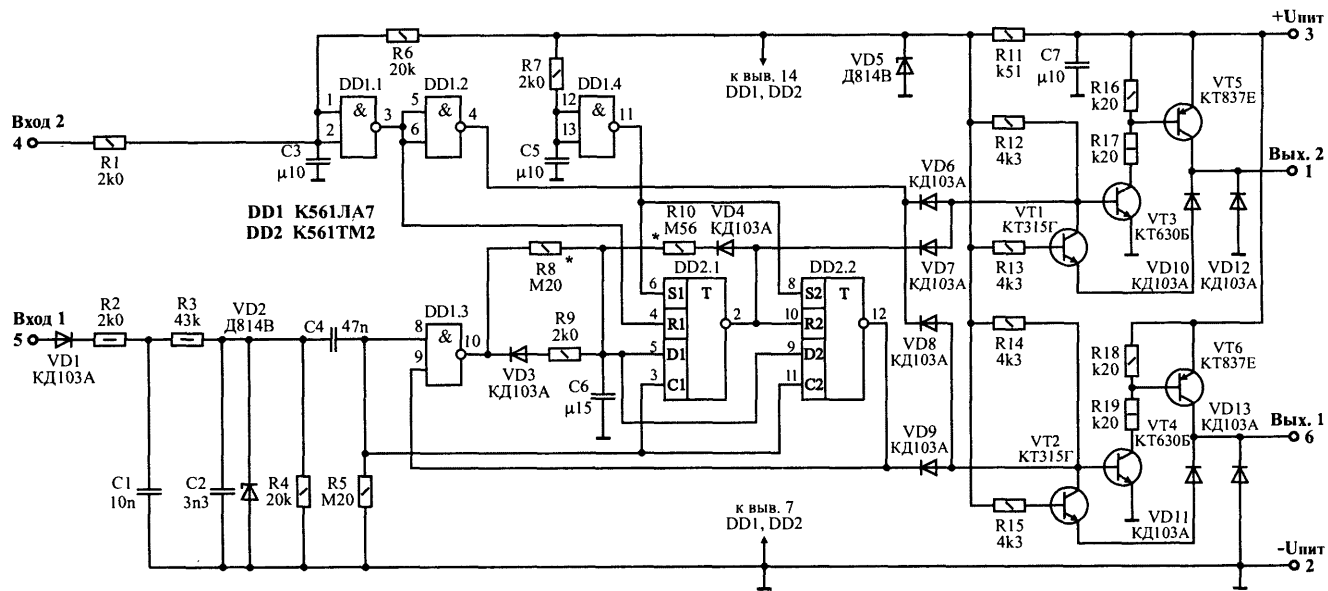 +Uпит
3
R6
20k
R7
2k0
к выв. 14
DD1, DD2
VD5
Д814В
R11
k51
C7
µ10
R16
k20
VT5
КТ837Е
DD1.1
1
2
&
3
DD1.2
5
6
&
4
DD1.4
12
13
&
11
Вход 2
4
R1
2k0
C3
µ10
C5
µ10
R12
4k3
R17
k20
Вых. 2
1
VD6
КД103А
DD1 К561ЛА7
DD2 К561ТМ2
VT1
КТ315Г
VT3
КТ630Б
R10
М56
*
VD4
КД103А
R8
М20
*
VD7
КД103А
R13
4k3
VD10
КД103А
VD12
КД103А
DD2.1
6
S1
T
4
R1
2
5
D1
3
C1
DD2.2
8
S2
T
10
R2
12
9
D2
11
C2
Вход 1
5
VD1
КД103А
R2
2k0
R3
43k
VD2
Д814В
C4
47n
DD1.3
8
9
&
10
VD3
КД103А
R9
2k0
C6
µ15
VD8
КД103А
R14
4k3
R18
k20
VT6
КТ837Е
R19
k20
VD13
КД103А
Вых. 1
6
VD9
КД103А
VT2
КТ315Г
VT4
КТ630Б
C1
10n
C2
3n3
R4
20k
R5
М20
к выв. 7
DD1, DD2
R15
4k3
VD11
КД103А
-Uпит
2